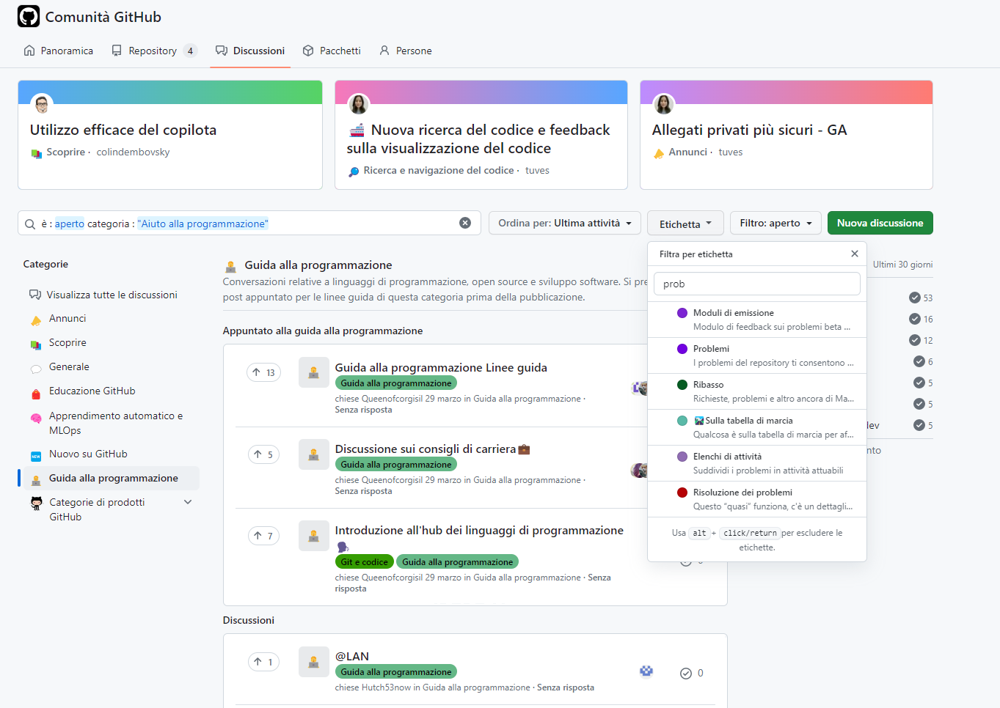 Comunità GitHub
Panoramica
Repository 4
Discussioni
Pacchetti
Persone
Utilizzo efficace del copilota
Scoprire · colindembovsky
Nuova ricerca del codice e feedback
sulla visualizzazione del codice
Ricerca e navigazione del codice · tuves
Allegati privati più sicuri - GA
Annunci · tuves
è : aperto categoria : "Aiuto alla programmazione"
Ordina per: Ultima attività
Etichetta
Filtro: aperto
Nuova discussione
Categorie
Visualizza tutte le discussioni
Annunci
Scoprire
Generale
Educazione GitHub
Apprendimento automatico e
MLOps
NEW Nuovo su GitHub
Guida alla programmazione
Categorie di prodotti
GitHub
Guida alla programmazione
Conversazioni relative a linguaggi di programmazione, open source e sviluppo software. Si pre
post appuntato per le linee guida di questa categoria prima della pubblicazione.
Appuntato alla guida alla programmazione
13
Guida alla programmazione Linee guida
Guida alla programmazione
chiese Queenofcorgisil 29 marzo in Guida alla programmazione ·
Senza risposta
5
Discussione sui consigli di carriera
Guida alla programmazione
chiese Queenofcorgisil 29 marzo in Guida alla programmazione ·
Senza risposta
7
Introduzione all'hub dei linguaggi di programmazione
Git e codice
Guida alla programmazione
chiese Queenofcorgisil 29 marzo in Guida alla programmazione · Senza
risposta
Discussioni
1
@LAN
Guida alla programmazione
chiese Hutch53now in Guida alla programmazione · Senza risposta
0
Filtra per etichetta
prob
Moduli di emissione
Modulo di feedback sui problemi beta ...
Problemi
I problemi del repository ti consentono ...
Ribasso
Richieste, problemi e altro ancora di Ma...
Sulla tabella di marcia
Qualcosa è sulla tabella di marcia per af...
Elenchi di attività
Suddividi i problemi in attività attuabili
Risoluzione dei problemi
Questo “quasi” funziona, c'è un dettagli...
Usa alt + click/return per escludere le
etichette.
Ultimi 30 giorni
53
16
12
6
5
5
lev
5
nto